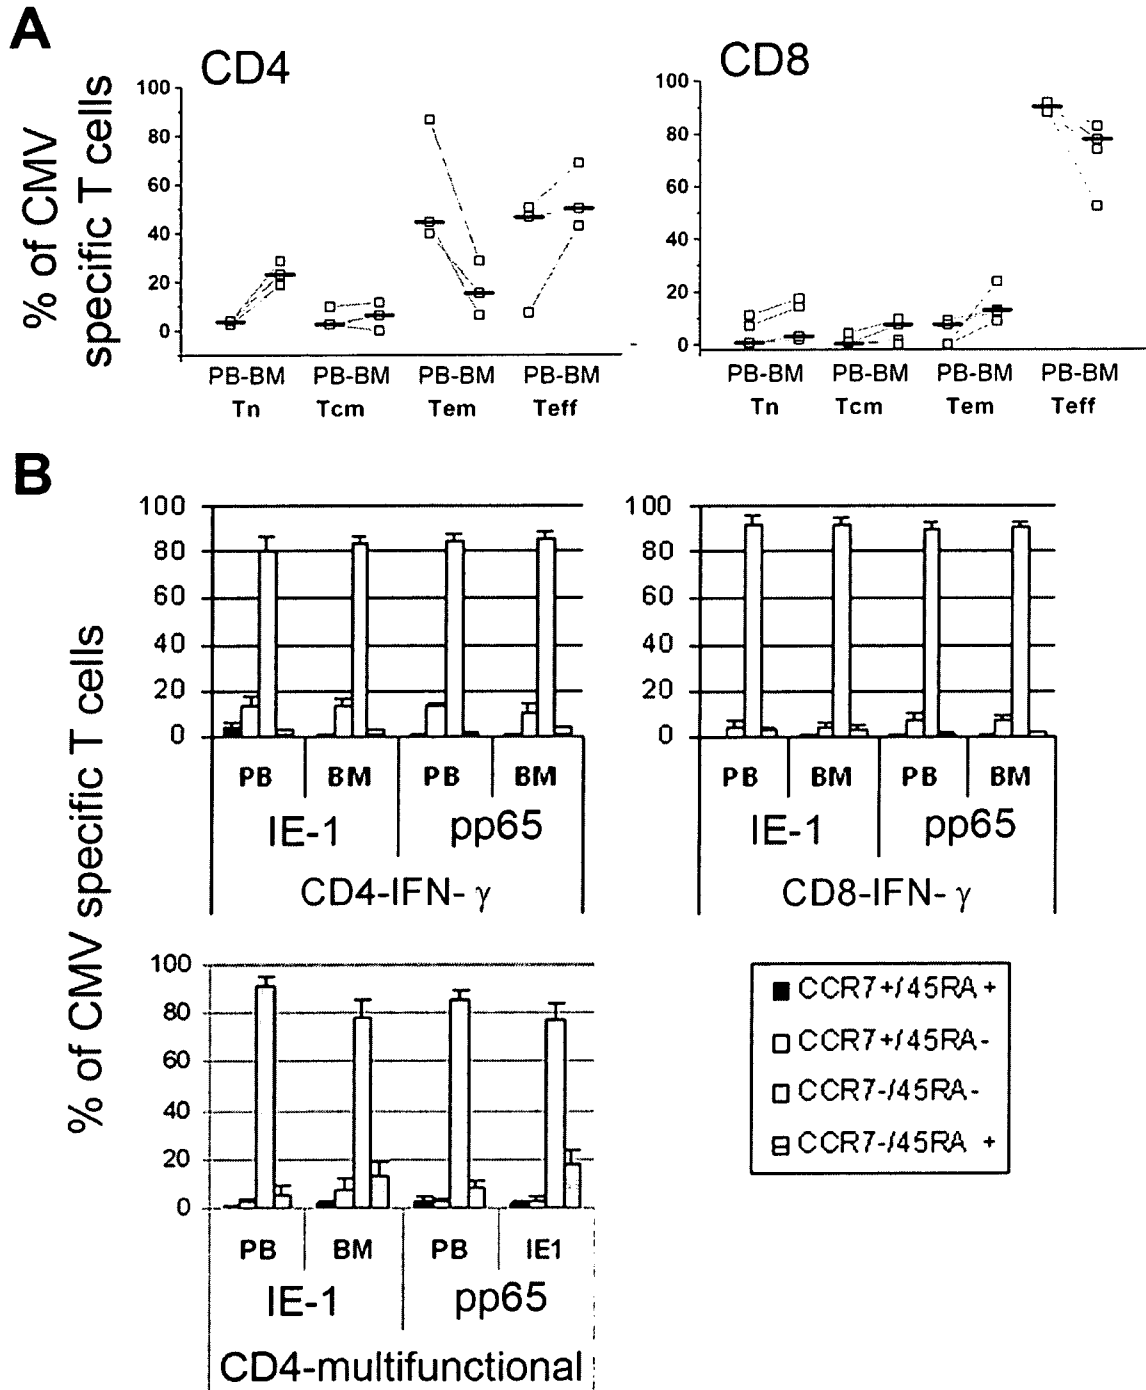 A
CD4
CD8
% of CMV
specific T cells
100
80
60
40
20
0
100
80
60
40
20
0
PB-BM PB-BM PB-BM PB-BM
Tn Tcm Tem Teff
PB-BM PB-BM PB-BM PB-BM
Tn Tcm Tem Teff
B
% of CMV specific T cells
100
80
60
40
20
0
PB BM PB BM
IE-1 pp65
CD4-IFN- γ
100
80
60
40
20
0
PB BM PB BM
IE-1 pp65
CD8-IFN- γ
100
80
60
40
20
0
PB BM PB IE1
IE-1 pp65
CD4-multifunctional
CCR7+/45RA+
CCR7+/45RA-
CCR7-/45RA-
CCR7-/45RA +